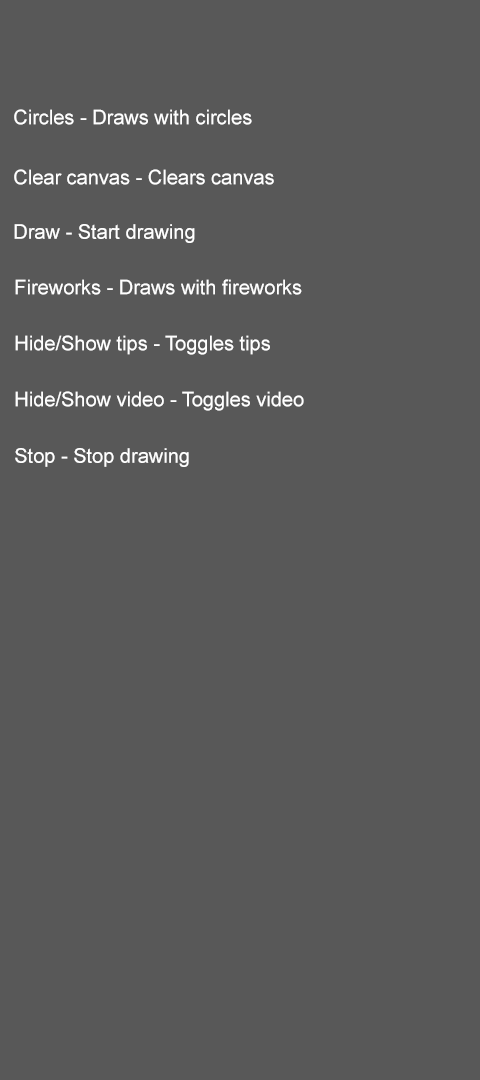 Circles - Draws with circles
Clear canvas - Clears canvas
Draw - Start drawing
Fireworks - Draws with fireworks
Hide/Show tips - Toggles tips
Hide/Show video - Toggles video
Stop - Stop drawing